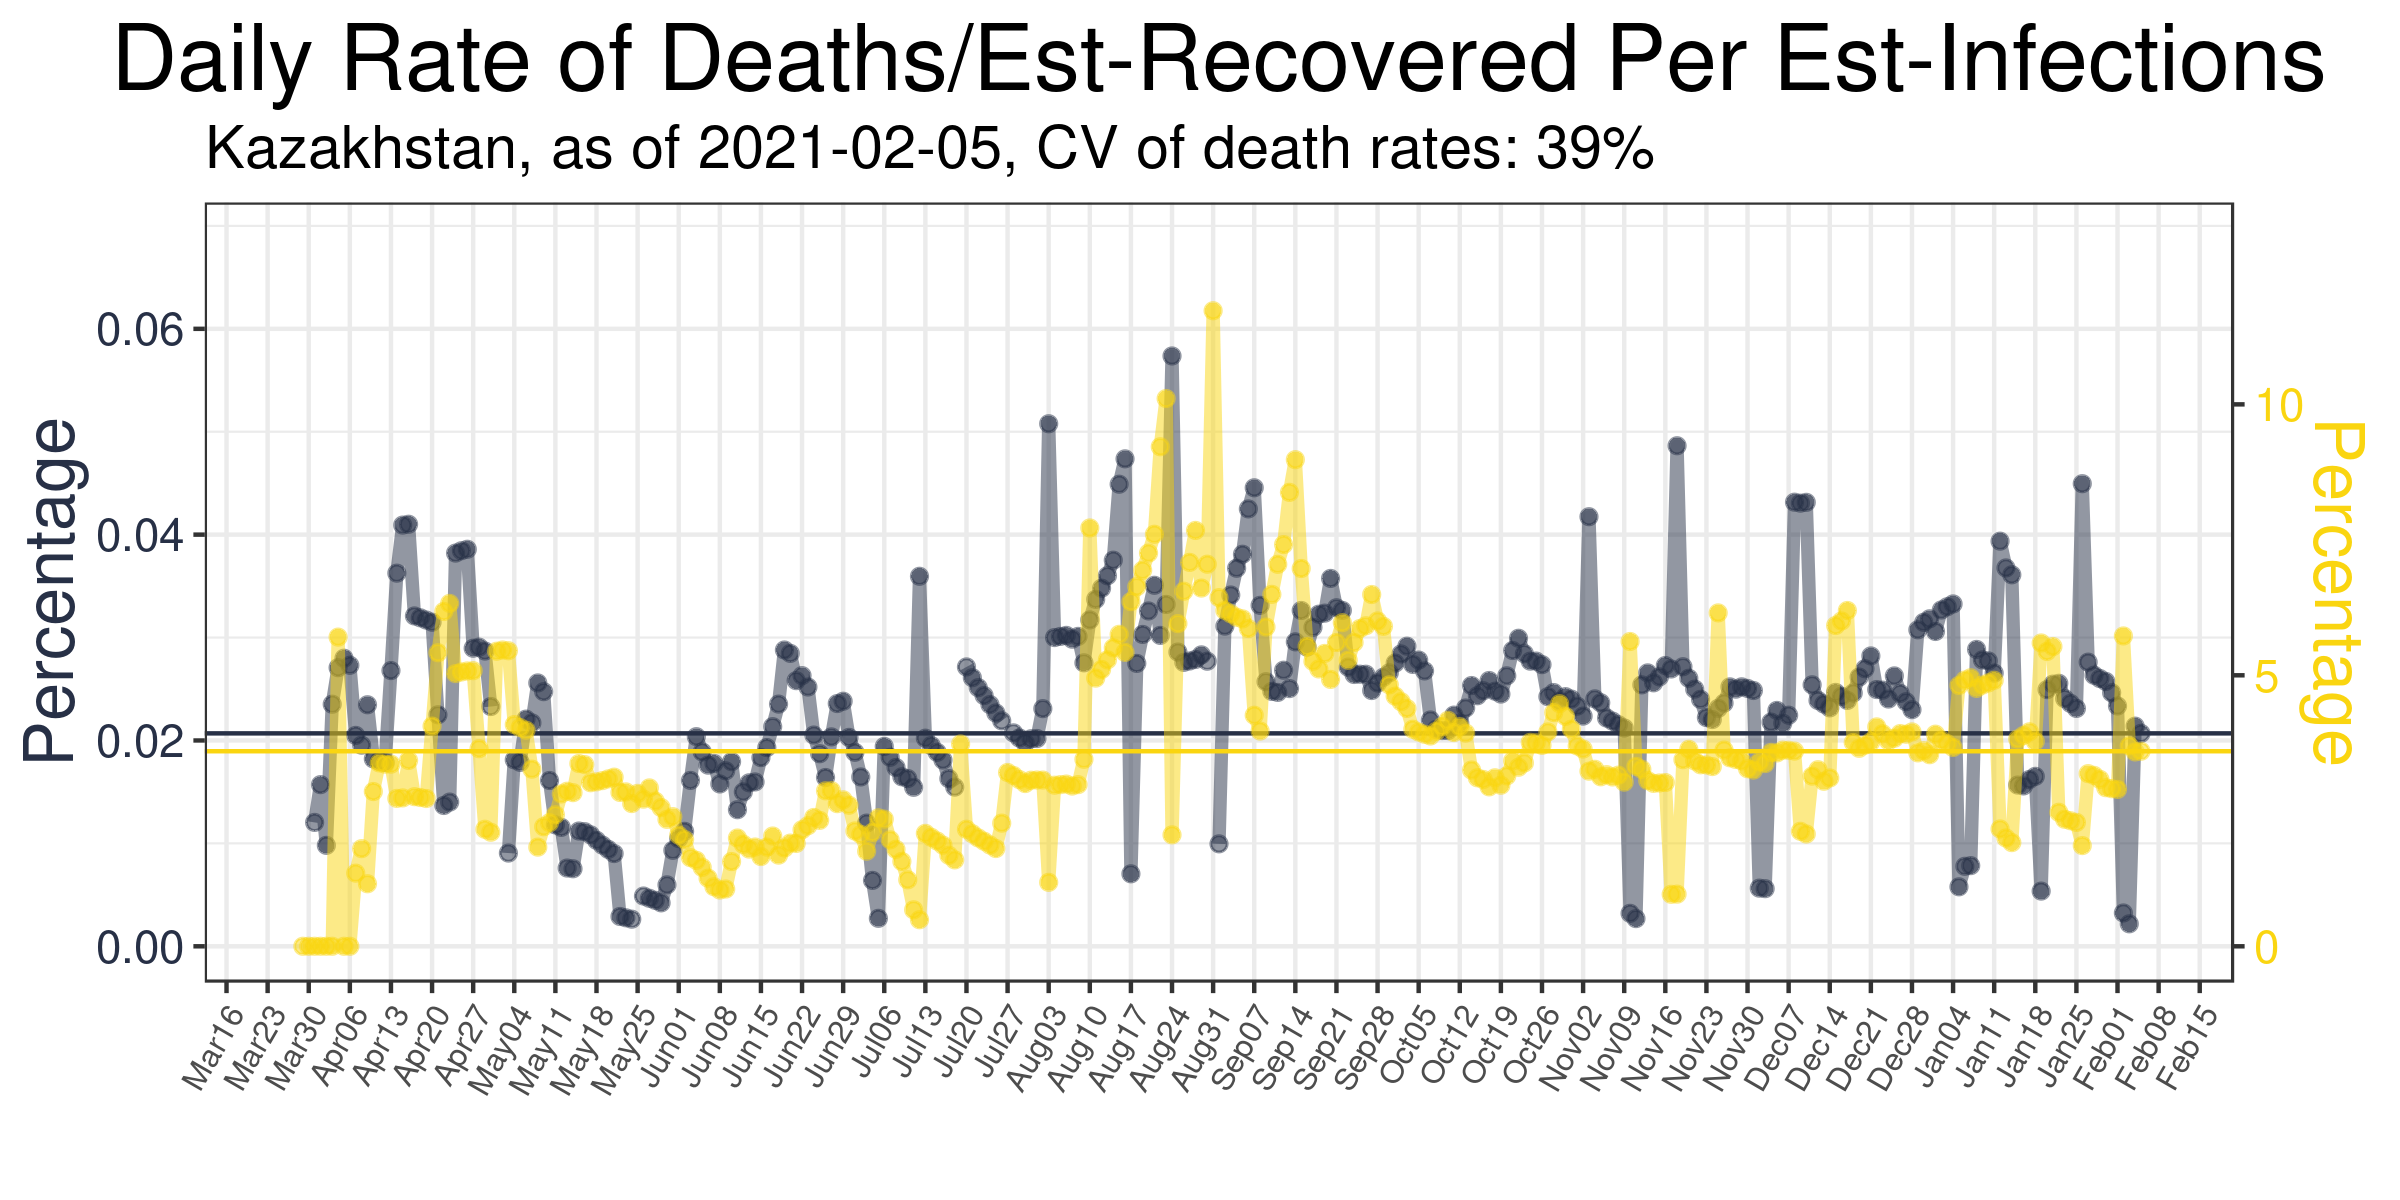 Daily Rate of Deaths/Est-Recovered Per Est-Infections
Kazakhstan, as of 2021-02-05, CV of death rates: 39%
Percentage
0.06
0.04
0.02
0.00
10
5
0
Percentage
Mar16 Mar23 Mar30 Apr06 Apr13 Apr20 Apr27 May04 May11 May18 May25 Jun01 Jun08 Jun15 Jun22 Jun29 Jul06 Jul13 Jul20 Jul27 Aug03 Aug10 Aug17 Aug24 Aug31 Sep07 Sep14 Sep21 Sep28 Oct05 Oct12 Oct19 Oct26 Nov02 Nov09 Nov16 Nov23 Nov30 Dec07 Dec14 Dec21 Dec28 Jan04 Jan11 Jan18 Jan25 Feb01 Feb08 Feb15